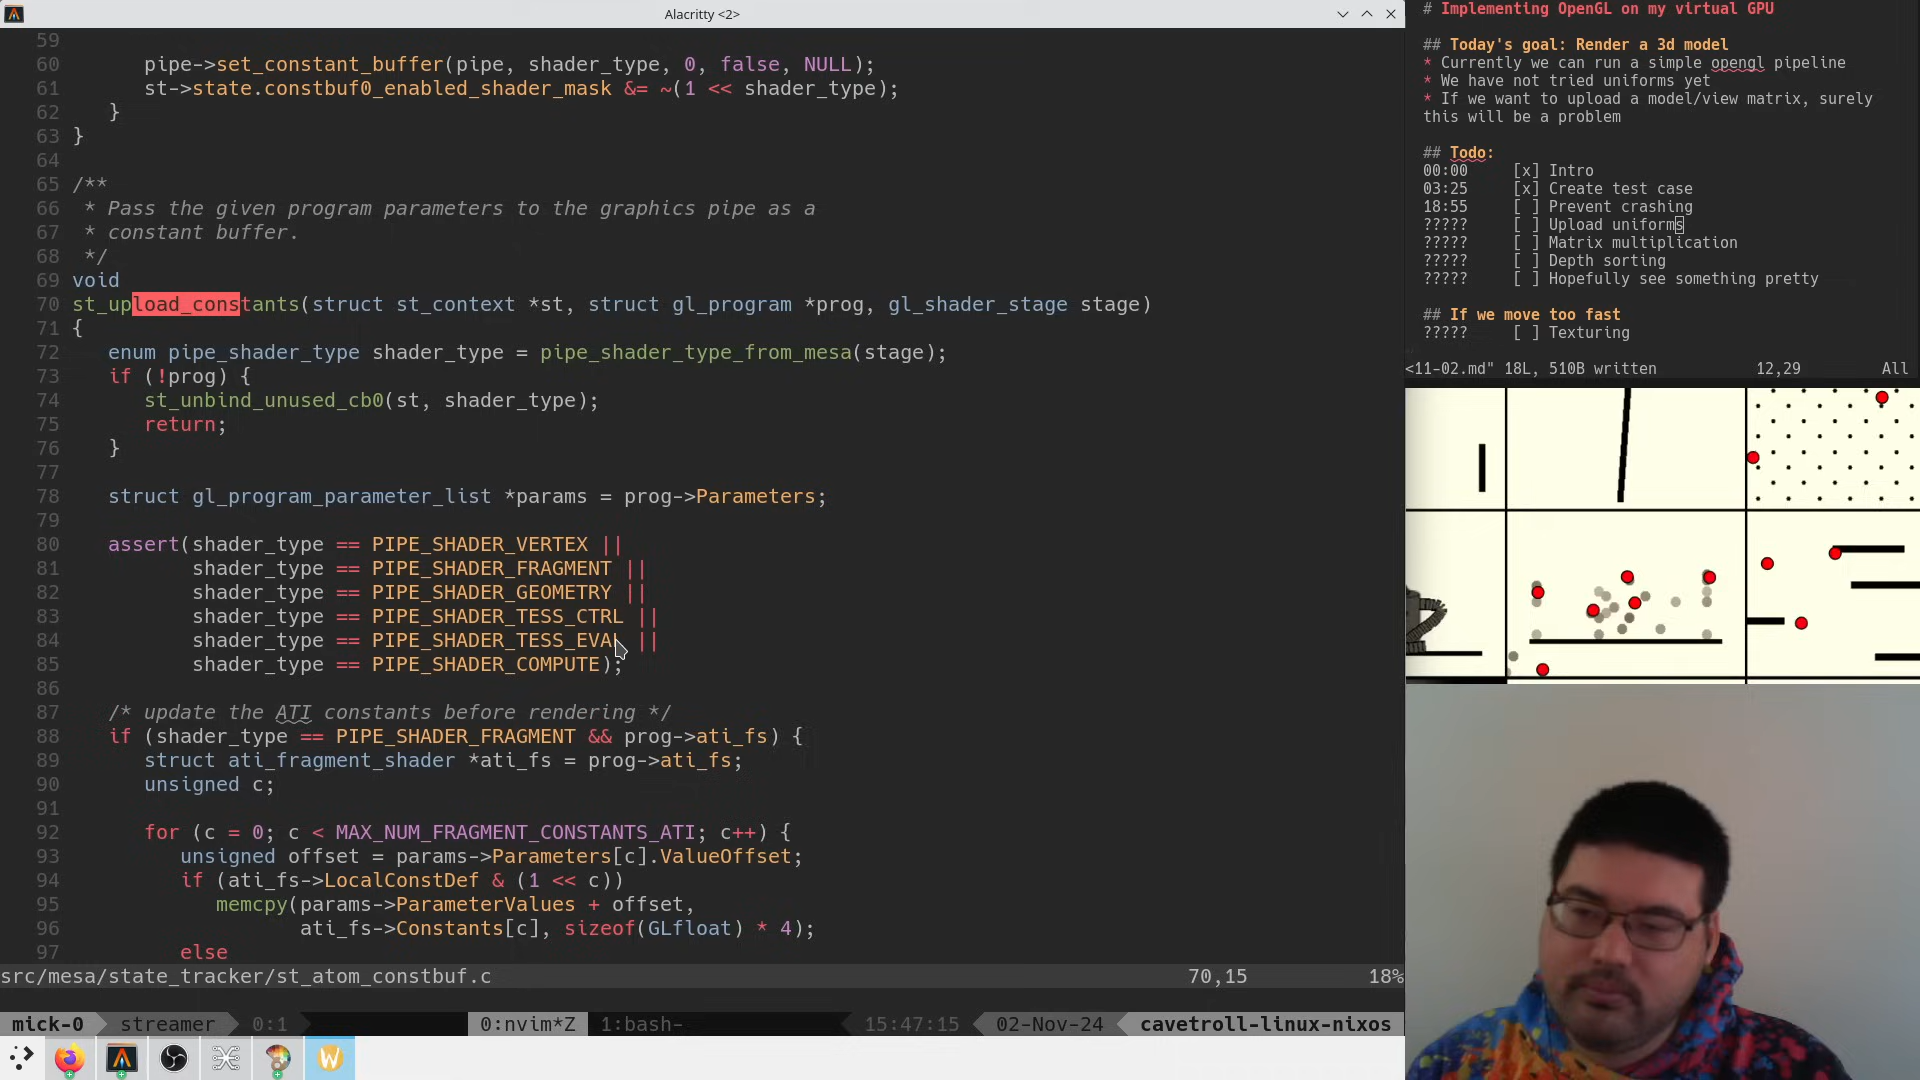 Alacritty <2>
59
60 pipe->set_constant_buffer(pipe, shader_type, 0, false, NULL);
61 st->state.constbuf0_enabled_shader_mask &= ~(1 << shader_type);
62 }
63 }
64
65 /**
66 * Pass the given program parameters to the graphics pipe as a
67 * constant buffer.
68 */
69 void
70 st_upload_constants(struct st_context *st, struct gl_program *prog, gl_shader_stage stage)
71 {
72 enum pipe_shader_type shader_type = pipe_shader_type_from_mesa(stage);
73 if (!prog) {
74 st_unbind_unused_cb0(st, shader_type);
75 return;
76 }
77
78 struct gl_program_parameter_list *params = prog->Parameters;
79
80 assert(shader_type == PIPE_SHADER_VERTEX ||
81 shader_type == PIPE_SHADER_FRAGMENT ||
82 shader_type == PIPE_SHADER_GEOMETRY ||
83 shader_type == PIPE_SHADER_TESS_CTRL ||
84 shader_type == PIPE_SHADER_TESS_EVAL ||
85 shader_type == PIPE_SHADER_COMPUTE);
86
87 /* update the ATI constants before rendering */
88 if (shader_type == PIPE_SHADER_FRAGMENT && prog->ati_fs) {
89 struct ati_fragment_shader *ati_fs = prog->ati_fs;
90 unsigned c;
91
92 for (c = 0; c < MAX_NUM_FRAGMENT_CONSTANTS_ATI; c++) {
93 unsigned offset = params->Parameters[c].ValueOffset;
94 if (ati_fs->LocalConstDef & (1 << c))
95 memcpy(params->ParameterValues + offset,
96 ati_fs->Constants[c], sizeof(GLfloat) * 4);
97 else
src/mesa/state_tracker/st_atom_constbuf.c 70,15 18%
mick-0 streamer 0:1 0:nvim*Z 1:bash- 15:47:15 02-Nov-24 cavetroll-linux-nixos
# Implementing OpenGL on my virtual GPU
## Today's goal: Render a 3d model
* Currently we can run a simple opengl pipeline
* We have not tried uniforms yet
* If we want to upload a model/view matrix, surely
this will be a problem
## Todo:
00:00 [x] Intro
03:25 [x] Create test case
18:55 [ ] Prevent crashing
????? [ ] Upload uniforms
????? [ ] Matrix multiplication
????? [ ] Depth sorting
????? [ ] Hopefully see something pretty
## If we move too fast
????? [ ] Texturing
<11-02.md" 18L, 510B written 12,29 All
W